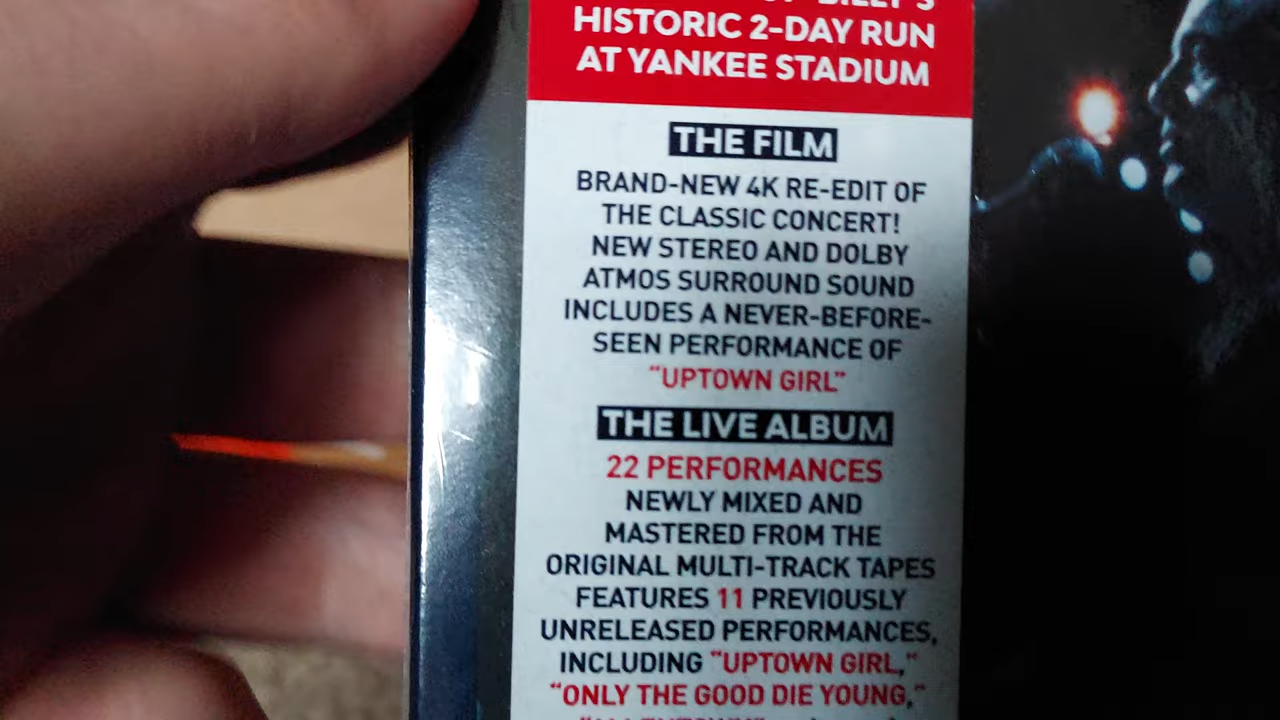 HISTORIC 2-DAY RUN
AT YANKEE STADIUM
THE FILM
BRAND-NEW 4K RE-EDIT OF
THE CLASSIC CONCERT!
NEW STEREO AND DOLBY
ATMOS SURROUND SOUND
INCLUDES A NEVER-BEFORE-
SEEN PERFORMANCE OF
“UPTOWN GIRL”
THE LIVE ALBUM
22 PERFORMANCES
NEWLY MIXED AND
MASTERED FROM THE
ORIGINAL MULTI-TRACK TAPES
FEATURES 11 PREVIOUSLY
UNRELEASED PERFORMANCES,
INCLUDING “UPTOWN GIRL,”
“ONLY THE GOOD DIE YOUNG,”